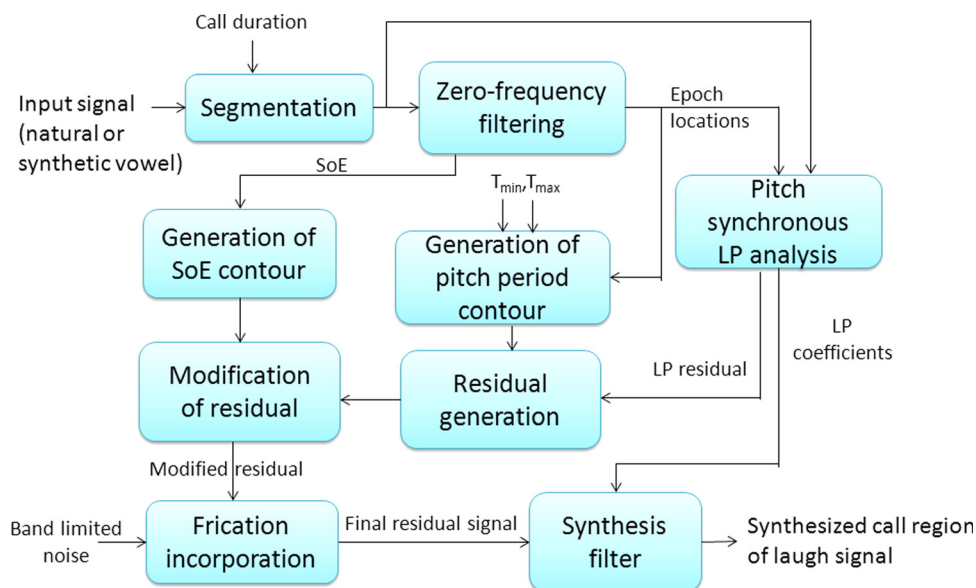 Call duration
Input signal
(natural or
synthetic vowel)
Segmentation
Zero-frequency
filtering
Epoch
locations
SoE
Tmin,Tmax
Pitch
synchronous
LP analysis
Generation of
SoE contour
Generation of
pitch period
contour
LP
coefficients
Modification
of residual
Residual
generation
LP residual
Modified residual
Band limited
noise
Frication
incorporation
Final residual signal
Synthesis
filter
Synthesized call region
of laugh signal